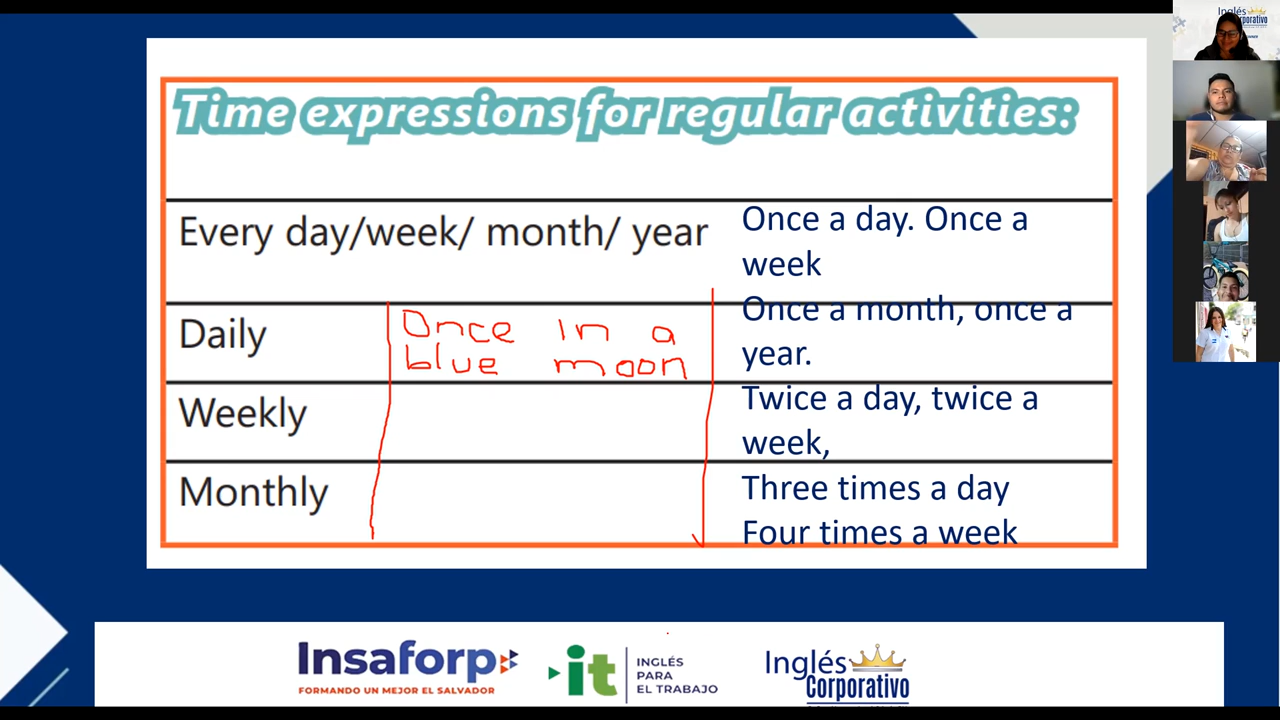 Time expressions for regular activities:
Every day/week/ month/ year
Once a day. Once a
week
Once a month, once a
year.
Twice a day, twice a
week,
Three times a day
Four times a week
Daily
Once in a
blue moon
Weekly
Monthly
Insaforp
FORMANDO UN MEJOR EL SALVADOR
it
INGLÉS
PARA
EL TRABAJO
Inglés
Corporativo
Inglés
Corporativo